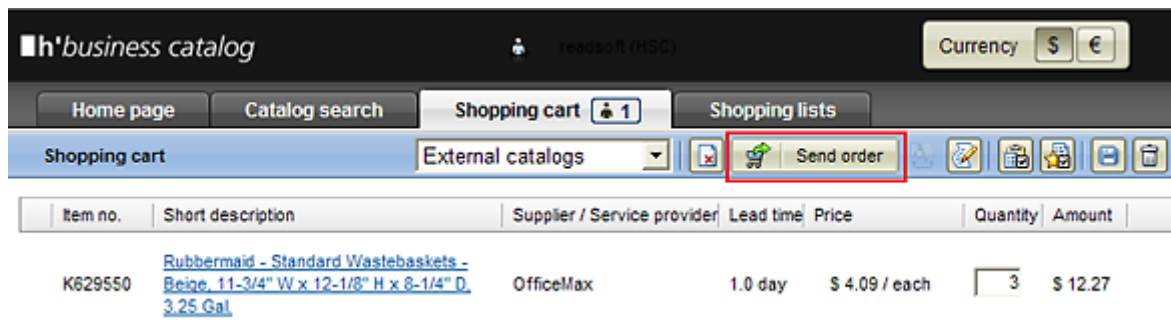 h'business catalog
readsoft (HSC)
Currency $ €
Home page Catalog search Shopping cart 1 Shopping lists
Shopping cart External catalogs Send order
Item no. Short description Supplier / Service provider Lead time Price Quantity Amount
Rubbermaid - Standard Wastebaskets -
K629550 Beige, 11-3/4" W x 12-1/8" H x 8-1/4" D, OfficeMax 1.0 day $ 4.09 / each 3 $ 12.27
3.25 Gal.